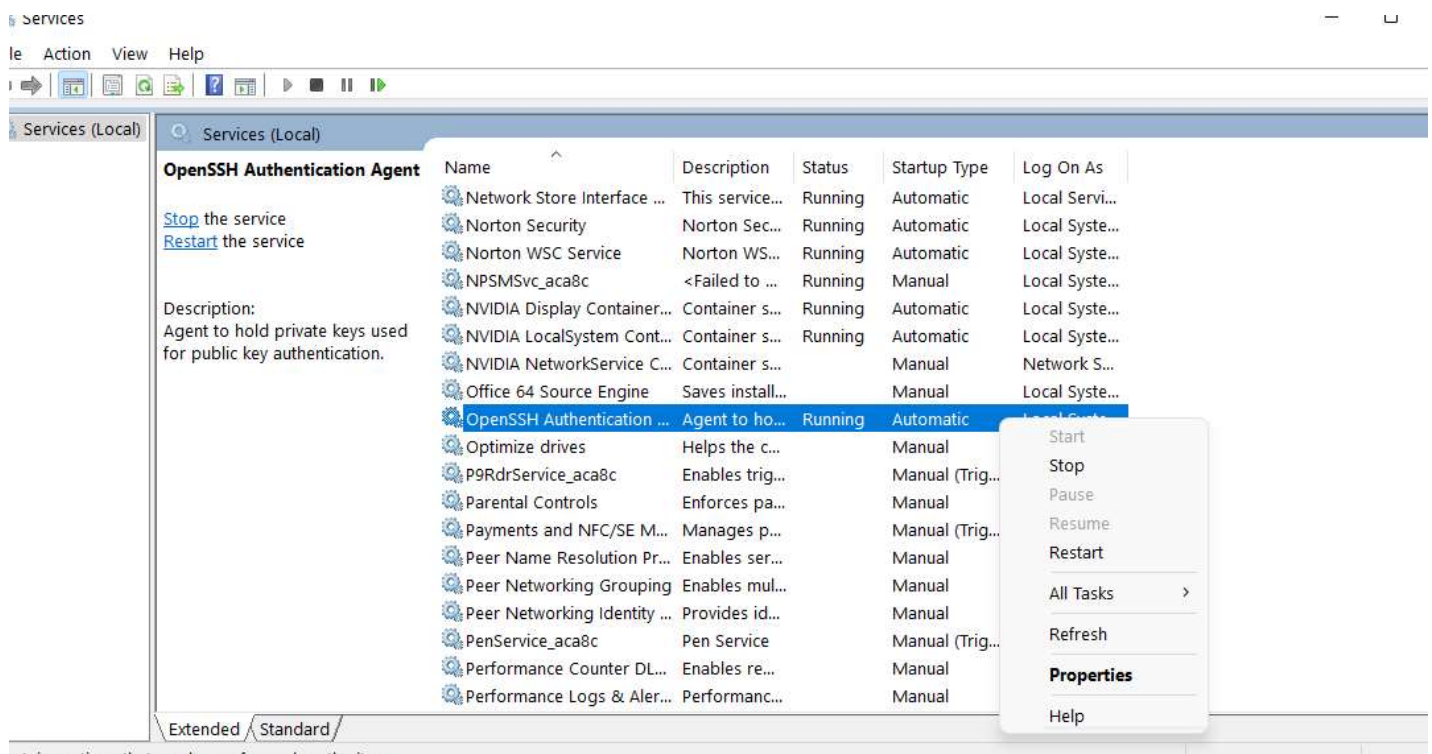 Services
le Action View Help
Services (Local)
Services (Local)
OpenSSH Authentication Agent
Stop the service
Restart the service
Description:
Agent to hold private keys used
for public key authentication.
Name Description Status Startup Type Log On As
Network Store Interface ... This service... Running Automatic Local Servi...
Norton Security Norton Sec... Running Automatic Local Syste...
Norton WSC Service Norton WS... Running Automatic Local Syste...
NPSMSvc_aca8c <Failed to ... Running Manual Local Syste...
NVIDIA Display Container... Container s... Running Automatic Local Syste...
NVIDIA LocalSystem Cont... Container s... Running Automatic Local Syste...
NVIDIA NetworkService C... Container s... Manual Network S...
Office 64 Source Engine Saves install... Manual Local Syste...
OpenSSH Authentication ... Agent to ho... Running Automatic Local Syste...
Optimize drives Helps the c... Manual
P9RdrService_aca8c Enables trig... Manual (Trig...
Parental Controls Enforces pa... Manual
Payments and NFC/SE M... Manages p... Manual (Trig...
Peer Name Resolution Pr... Enables ser... Manual
Peer Networking Grouping Enables mul... Manual
Peer Networking Identity ... Provides id... Manual
PenService_aca8c Pen Service Manual (Trig...
Performance Counter DL... Enables re... Manual
Performance Logs & Aler... Performanc... Manual
Start
Stop
Pause
Resume
Restart
All Tasks
Refresh
Properties
Help
Extended Standard